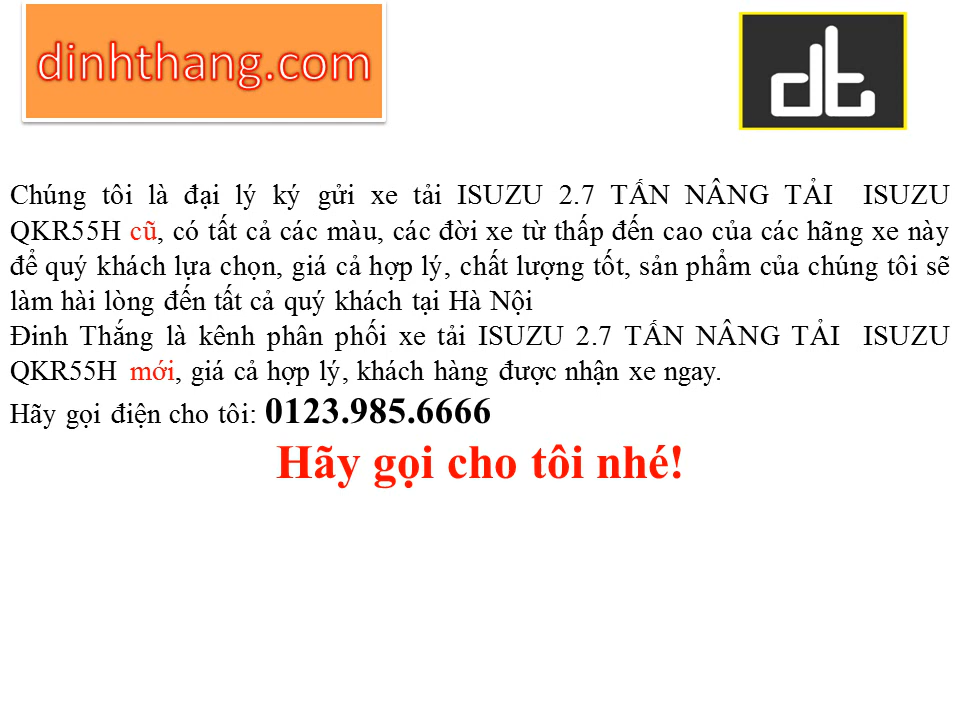 dinhthang.com
dt
Chúng tôi là đại lý ký gửi xe tải ISUZU 2.7 TẤN NÂNG TẢI ISUZU
QKR55H cũ, có tất cả các màu, các đời xe từ thấp đến cao của các hãng xe này
để quý khách lựa chọn, giá cả hợp lý, chất lượng tốt, sản phẩm của chúng tôi sẽ
làm hài lòng đến tất cả quý khách tại Hà Nội
Đinh Thắng là kênh phân phối xe tải ISUZU 2.7 TẤN NÂNG TẢI ISUZU
QKR55H mới, giá cả hợp lý, khách hàng được nhận xe ngay.
Hãy gọi điện cho tôi: 0123.985.6666
Hãy gọi cho tôi nhé!